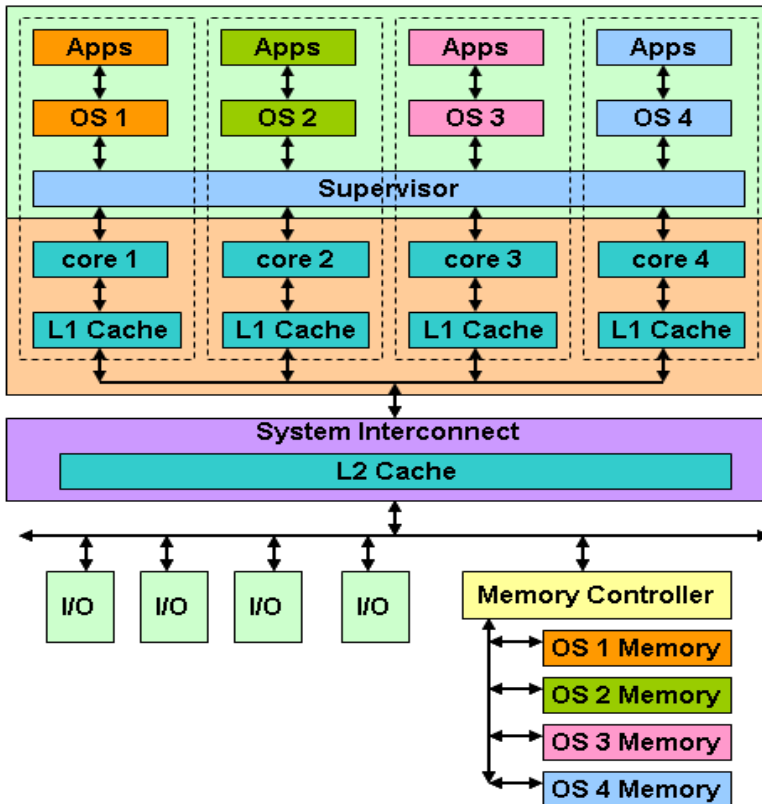 Apps Apps Apps Apps
OS 1 OS 2 OS 3 OS 4
Supervisor
core 1 core 2 core 3 core 4
L1 Cache L1 Cache L1 Cache L1 Cache
System Interconnect
L2 Cache
I/O I/O I/O I/O Memory Controller
OS 1 Memory
OS 2 Memory
OS 3 Memory
OS 4 Memory